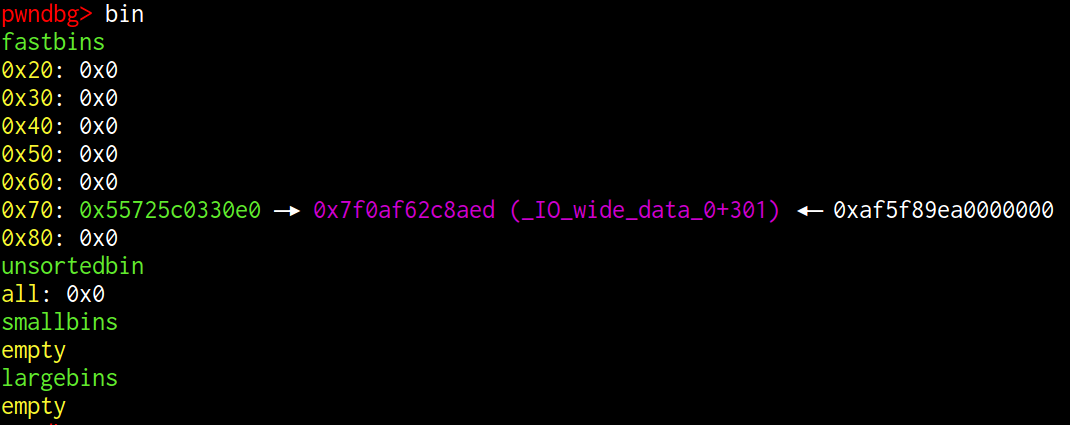 pwndbg> bin
fastbins
0x20: 0x0
0x30: 0x0
0x40: 0x0
0x50: 0x0
0x60: 0x0
0x70: 0x55725c0330e0 —▸ 0x7f0af62c8aed (_IO_wide_data_0+301) ◂— 0xaf5f89ea0000000
0x80: 0x0
unsortedbin
all: 0x0
smallbins
empty
largebins
empty